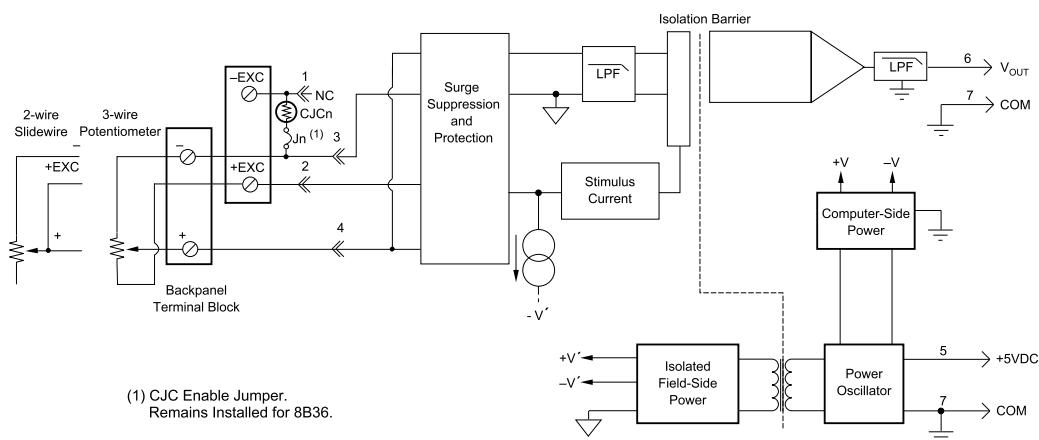 Isolation Barrier
–EXC
1
NC
CJCn
Jn (1)
3
2-wire
Slidewire
3-wire
Potentiometer
–
+EXC
+
–
+EXC
2
+
4
Backpanel
Terminal Block
Surge
Suppression
and
Protection
LPF
Stimulus
Current
- V´
LPF
6
VOUT
7
COM
+V
–V
Computer-Side
Power
+V´
–V´
Isolated
Field-Side
Power
Power
Oscillator
5
+5VDC
7
COM
(1) CJC Enable Jumper.
Remains Installed for 8B36.